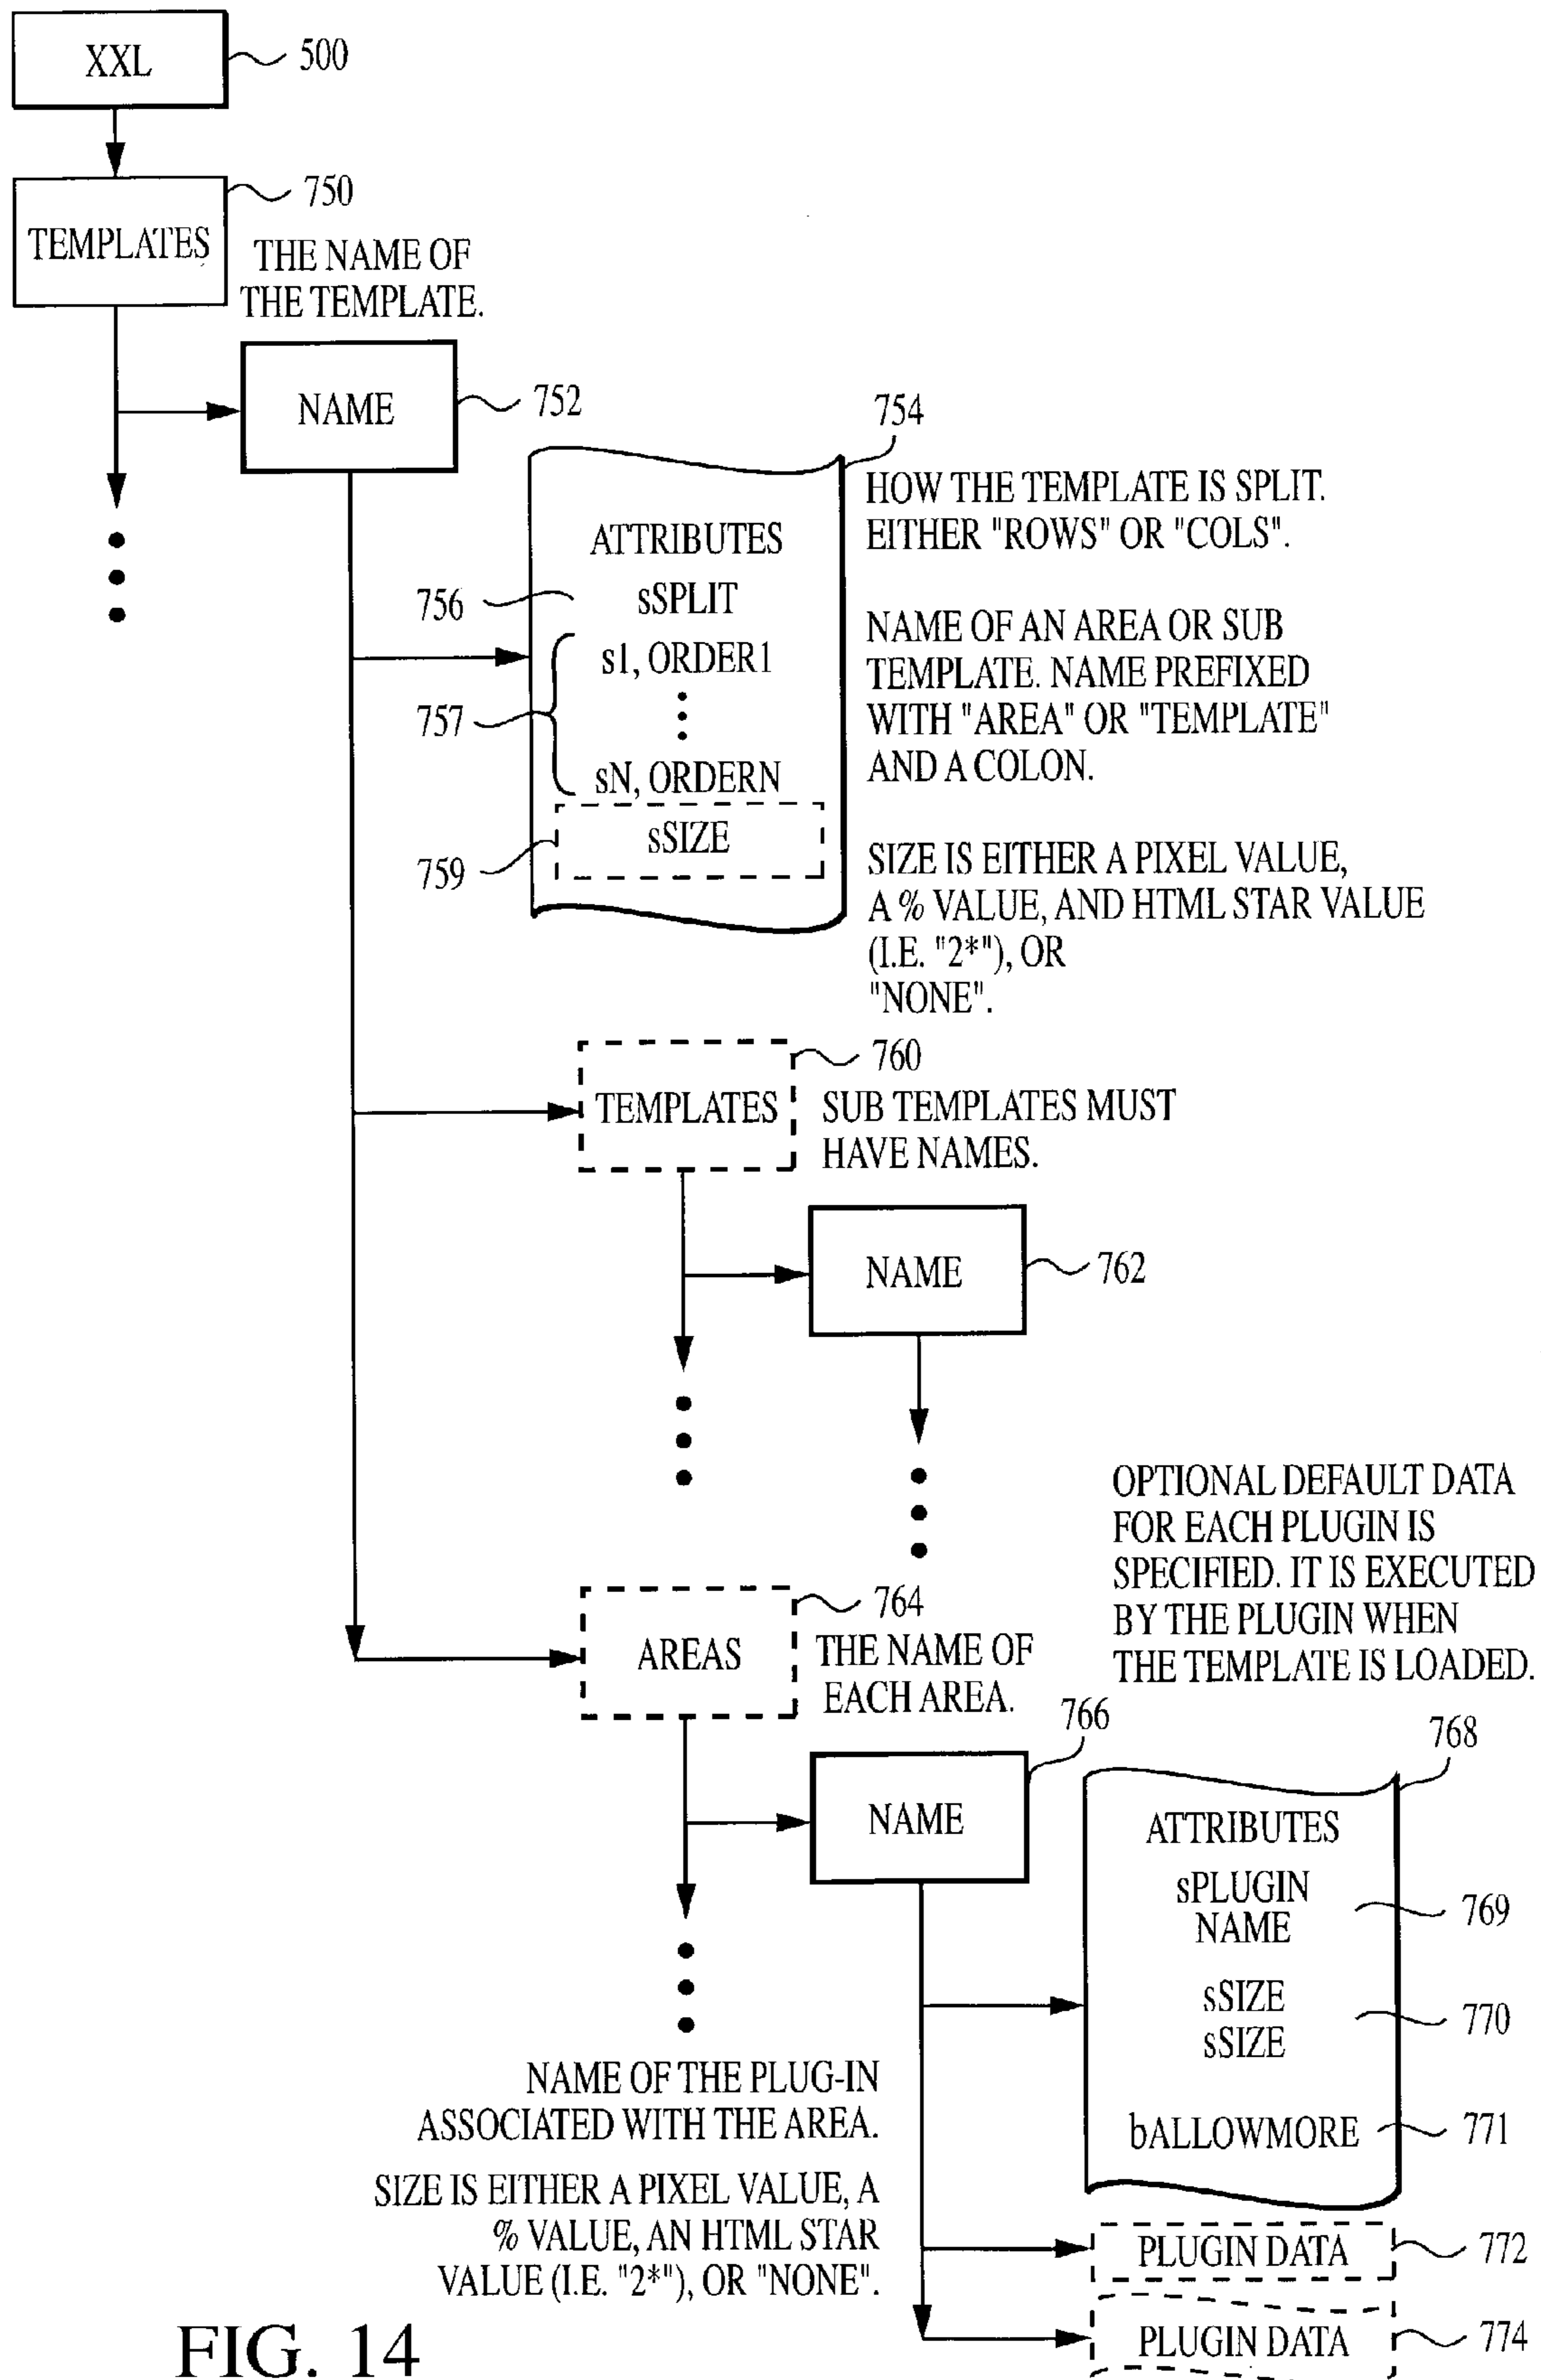 XXL
500
750
TEMPLATES
THE NAME OF
THE TEMPLATE.
NAME
752
754
HOW THE TEMPLATE IS SPLIT.
EITHER "ROWS" OR "COLS".
ATTRIBUTES
756
sSPLIT
NAME OF AN AREA OR SUB
TEMPLATE. NAME PREFIXED
WITH "AREA" OR "TEMPLATE"
AND A COLON.
s1, ORDER1
757
sN, ORDERN
sSIZE
759
SIZE IS EITHER A PIXEL VALUE,
A % VALUE, AND HTML STAR VALUE
(I.E. "2*"), OR
"NONE".
760
TEMPLATES
SUB TEMPLATES MUST
HAVE NAMES.
NAME
762
OPTIONAL DEFAULT DATA
FOR EACH PLUGIN IS
SPECIFIED. IT IS EXECUTED
BY THE PLUGIN WHEN
THE TEMPLATE IS LOADED.
764
AREAS
THE NAME OF
EACH AREA.
766
768
NAME
ATTRIBUTES
sPLUGIN
NAME
769
sSIZE
sSIZE
770
bALLOWMORE
771
NAME OF THE PLUG-IN
ASSOCIATED WITH THE AREA.
SIZE IS EITHER A PIXEL VALUE, A
% VALUE, AN HTML STAR
VALUE (I.E. "2*"), OR "NONE".
PLUGIN DATA
772
PLUGIN DATA
774
FIG. 14